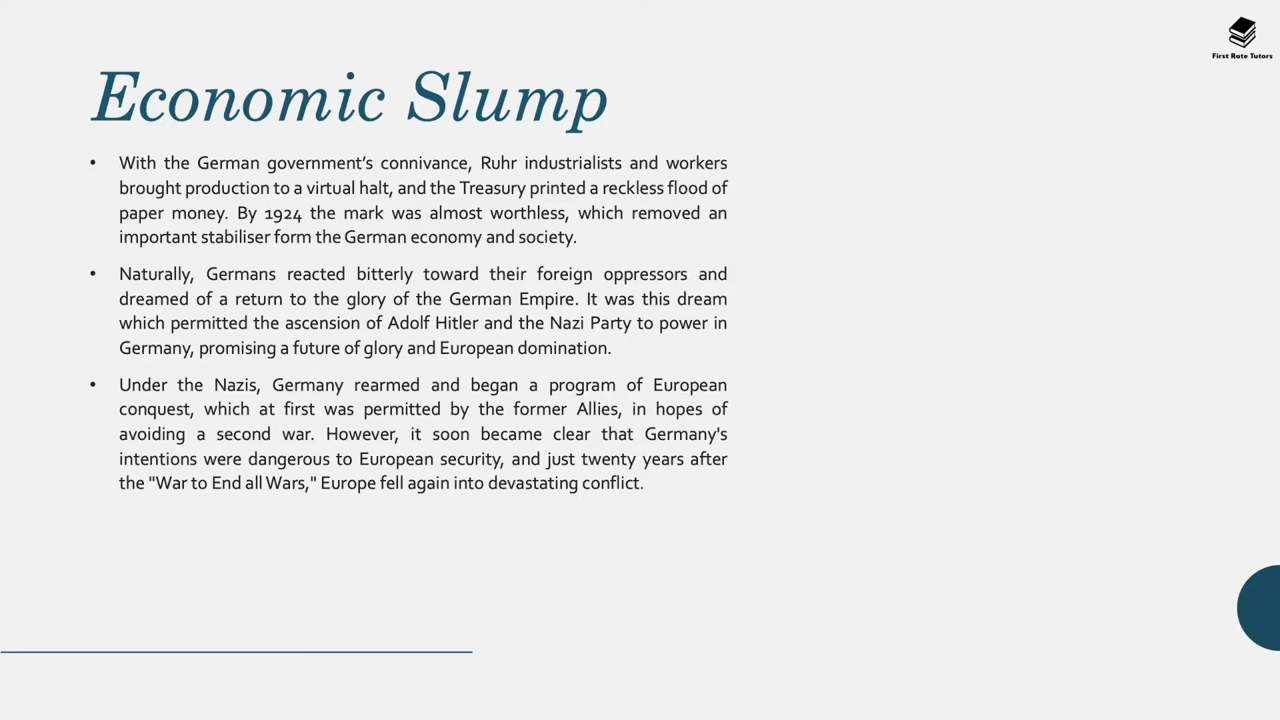 First Rate Tutors
Economic Slump
• With the German government’s connivance, Ruhr industrialists and workers
brought production to a virtual halt, and the Treasury printed a reckless flood of
paper money. By 1924 the mark was almost worthless, which removed an
important stabiliser form the German economy and society.
• Naturally, Germans reacted bitterly toward their foreign oppressors and
dreamed of a return to the glory of the German Empire. It was this dream
which permitted the ascension of Adolf Hitler and the Nazi Party to power in
Germany, promising a future of glory and European domination.
• Under the Nazis, Germany rearmed and began a program of European
conquest, which at first was permitted by the former Allies, in hopes of
avoiding a second war. However, it soon became clear that Germany's
intentions were dangerous to European security, and just twenty years after
the "War to End all Wars," Europe fell again into devastating conflict.